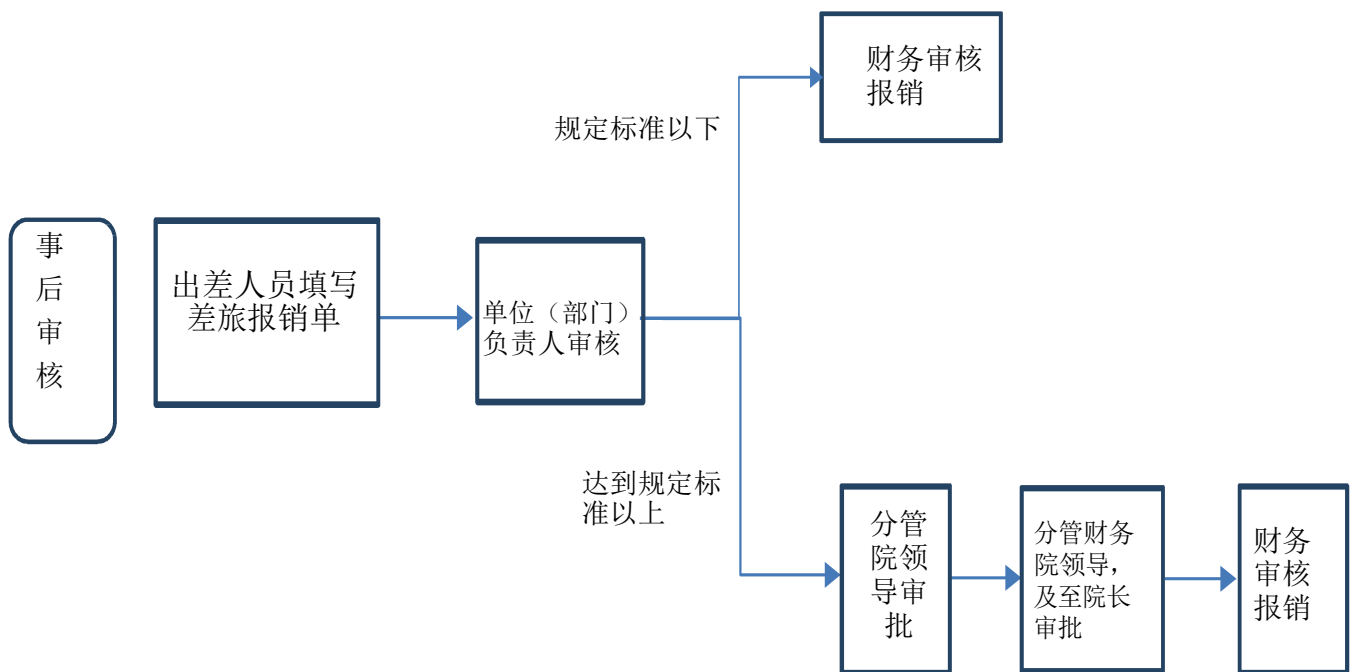 财务审核
报销
规定标准以下
事
后
审
核
出差人员填写
差旅报销单
单位（部门）
负责人审核
达到规定标
准以上
分管
院领
导审
批
分管财务
院领导，
及至院长
审批
财务
审核
报销